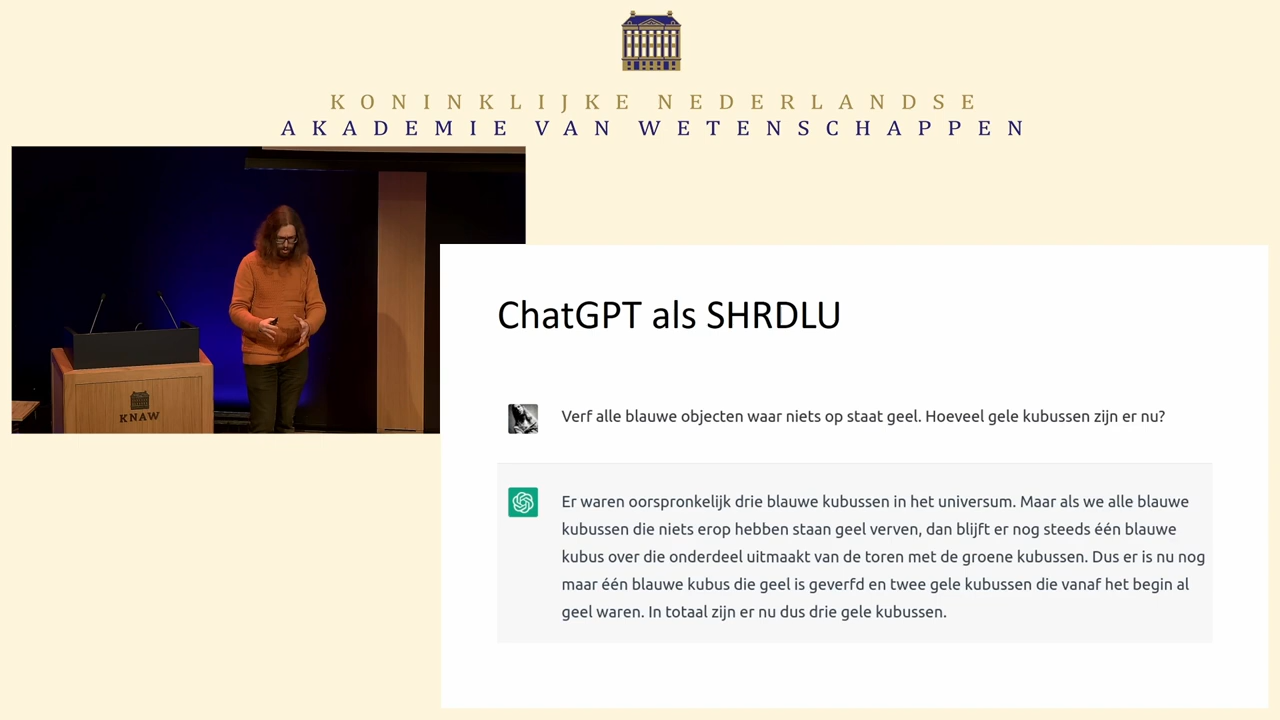 KONINKLIJKE NEDERLANDSE
AKADEMIE VAN WETENSCHAPPEN
KNAW
ChatGPT als SHRDLU
Verf alle blauwe objecten waar niets op staat geel. Hoeveel gele kubussen zijn er nu?
Er waren oorspronkelijk drie blauwe kubussen in het universum. Maar als we alle blauwe
kubussen die niets erop hebben staan geel verven, dan blijft er nog steeds één blauwe
kubus over die onderdeel uitmaakt van de toren met de groene kubussen. Dus er is nu nog
maar één blauwe kubus die geel is geverfd en twee gele kubussen die vanaf het begin al
geel waren. In totaal zijn er nu dus drie gele kubussen.